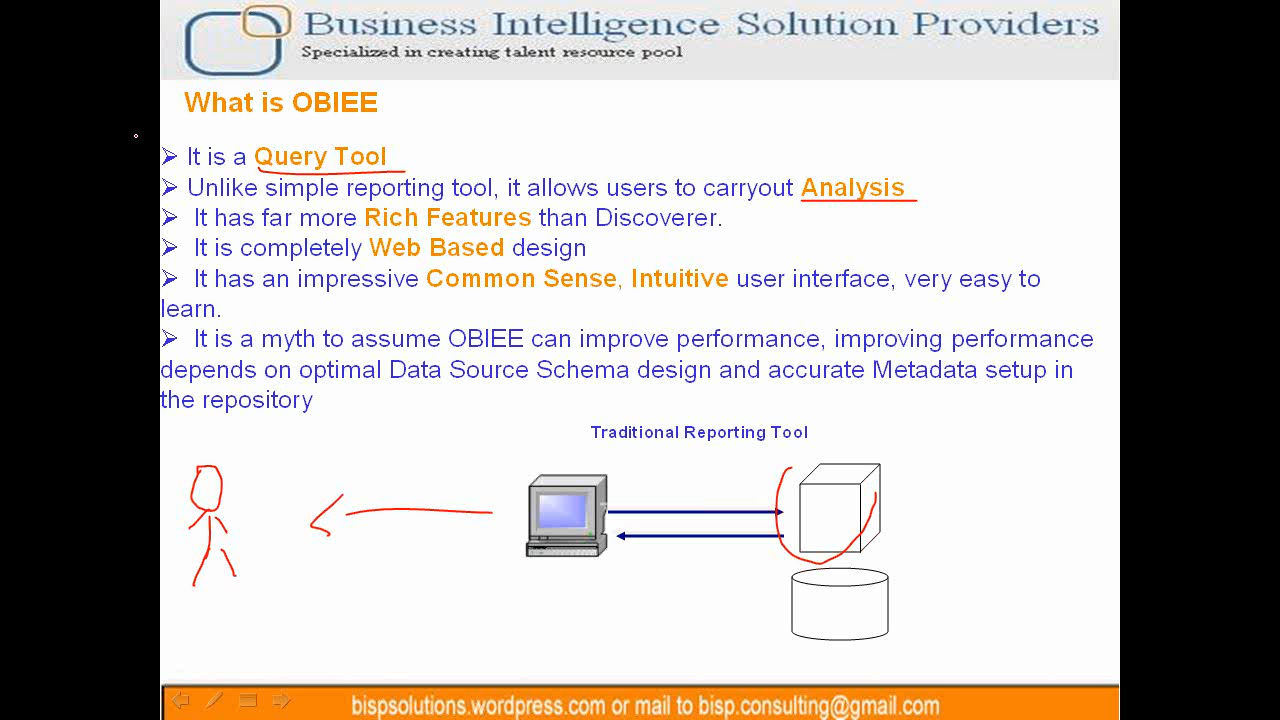 Business Intelligence Solution Providers
Specialized in creating talent resource pool
What is OBIEE
It is a Query Tool
Unlike simple reporting tool, it allows users to carryout Analysis
It has far more Rich Features than Discoverer.
It is completely Web Based design
It has an impressive Common Sense, Intuitive user interface, very easy to
learn.
It is a myth to assume OBIEE can improve performance, improving performance
depends on optimal Data Source Schema design and accurate Metadata setup in
the repository
Traditional Reporting Tool
bispsolutions.wordpress.com or mail to bisp.consulting@gmail.com